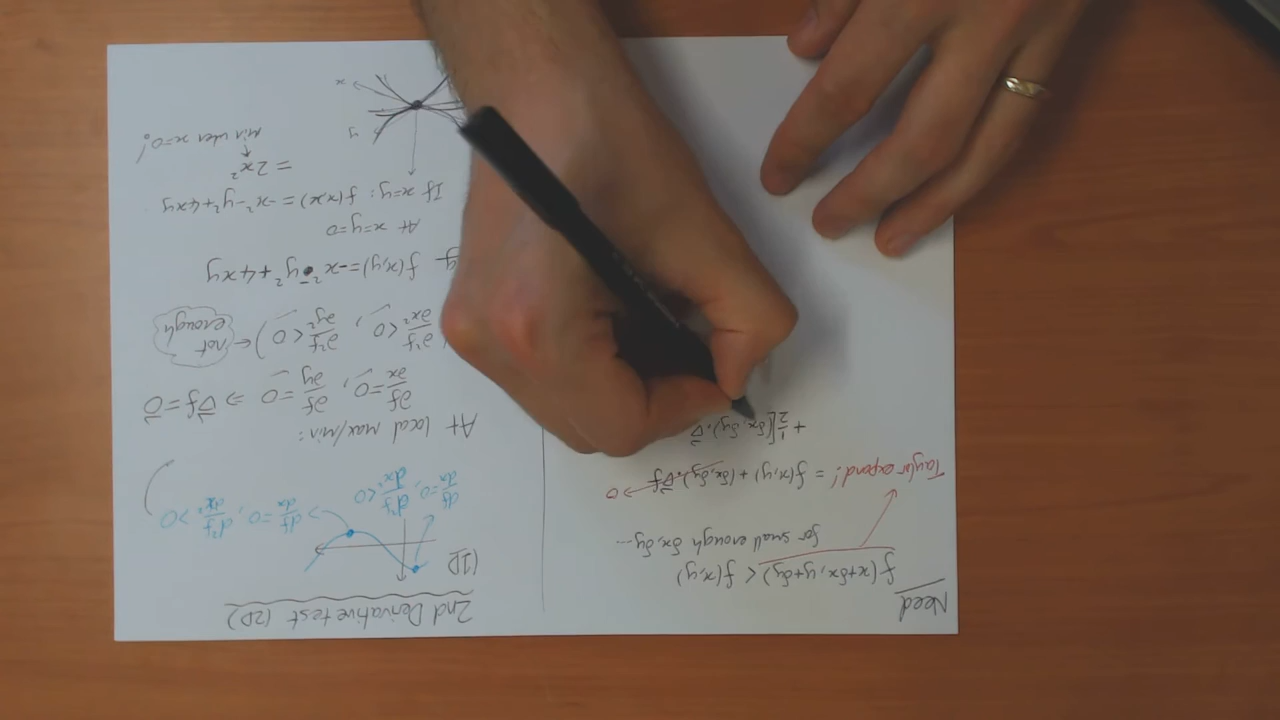 2nd Derivative test (2D)
(1D
df/dx = 0, d²f/dx² < 0
df/dx = 0, d²f/dx² > 0
At local max/min:
∂f/∂x = 0, ∂f/∂y = 0 ⇒ ∇⃗f = 0⃗
∂²f/∂x² < 0, ∂²f/∂y² < 0 ) ← not enough
f(x,y) = -x² - y² + 4xy
At x=y=0
If x=y: f(x,x) = -x² - y² + 4xy
= 2x²
min when x=0!
y
x
Need
f(x+δx, y+δy) < f(x,y)
for small enough δx, δy...
Taylor expand! = f(x,y) + (δx, δy)·∇⃗f → 0
+ 1/2 [(δx, δy)·∇⃗